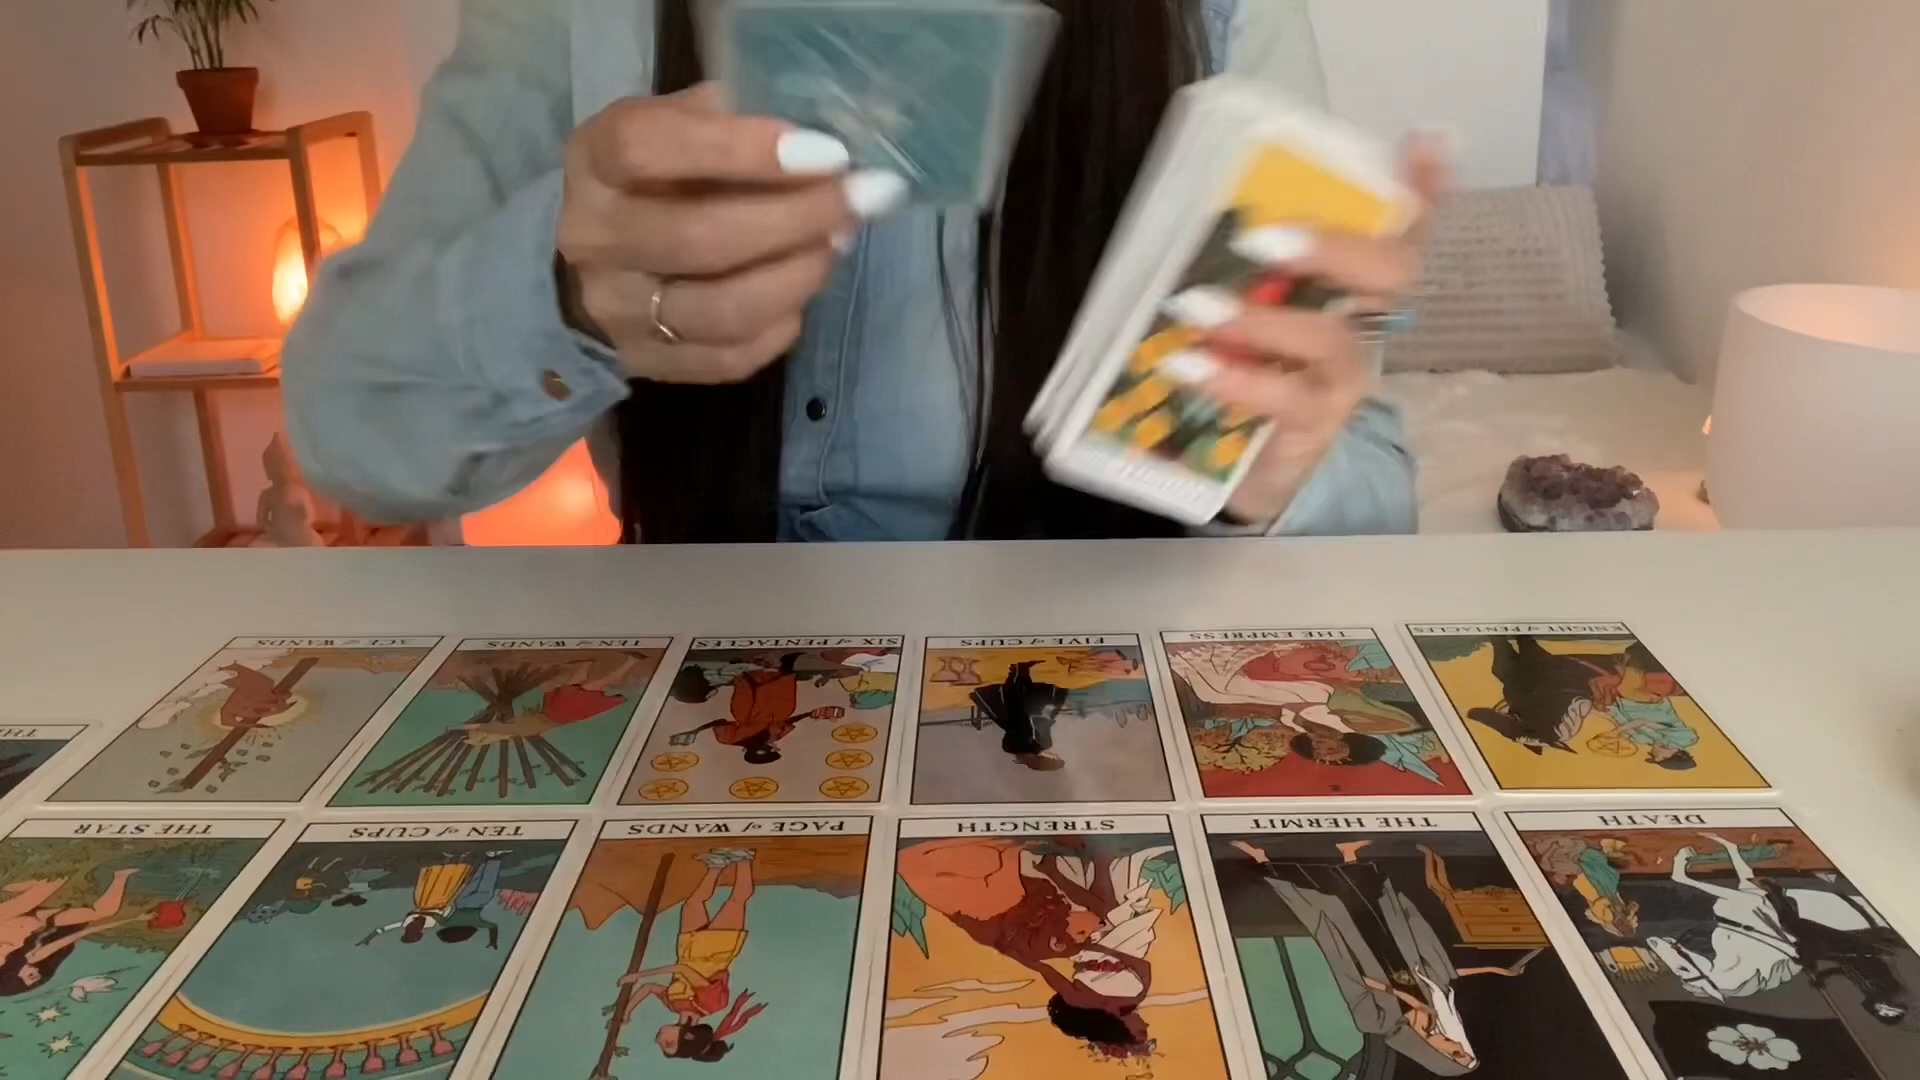 ACE of WANDS
TEN of WANDS
SIX of PENTACLES
FIVE of CUPS
THE EMPRESS
KNIGHT of PENTACLES
THE
THE STAR
TEN of CUPS
PAGE of WANDS
STRENGTH
THE HERMIT
DEATH